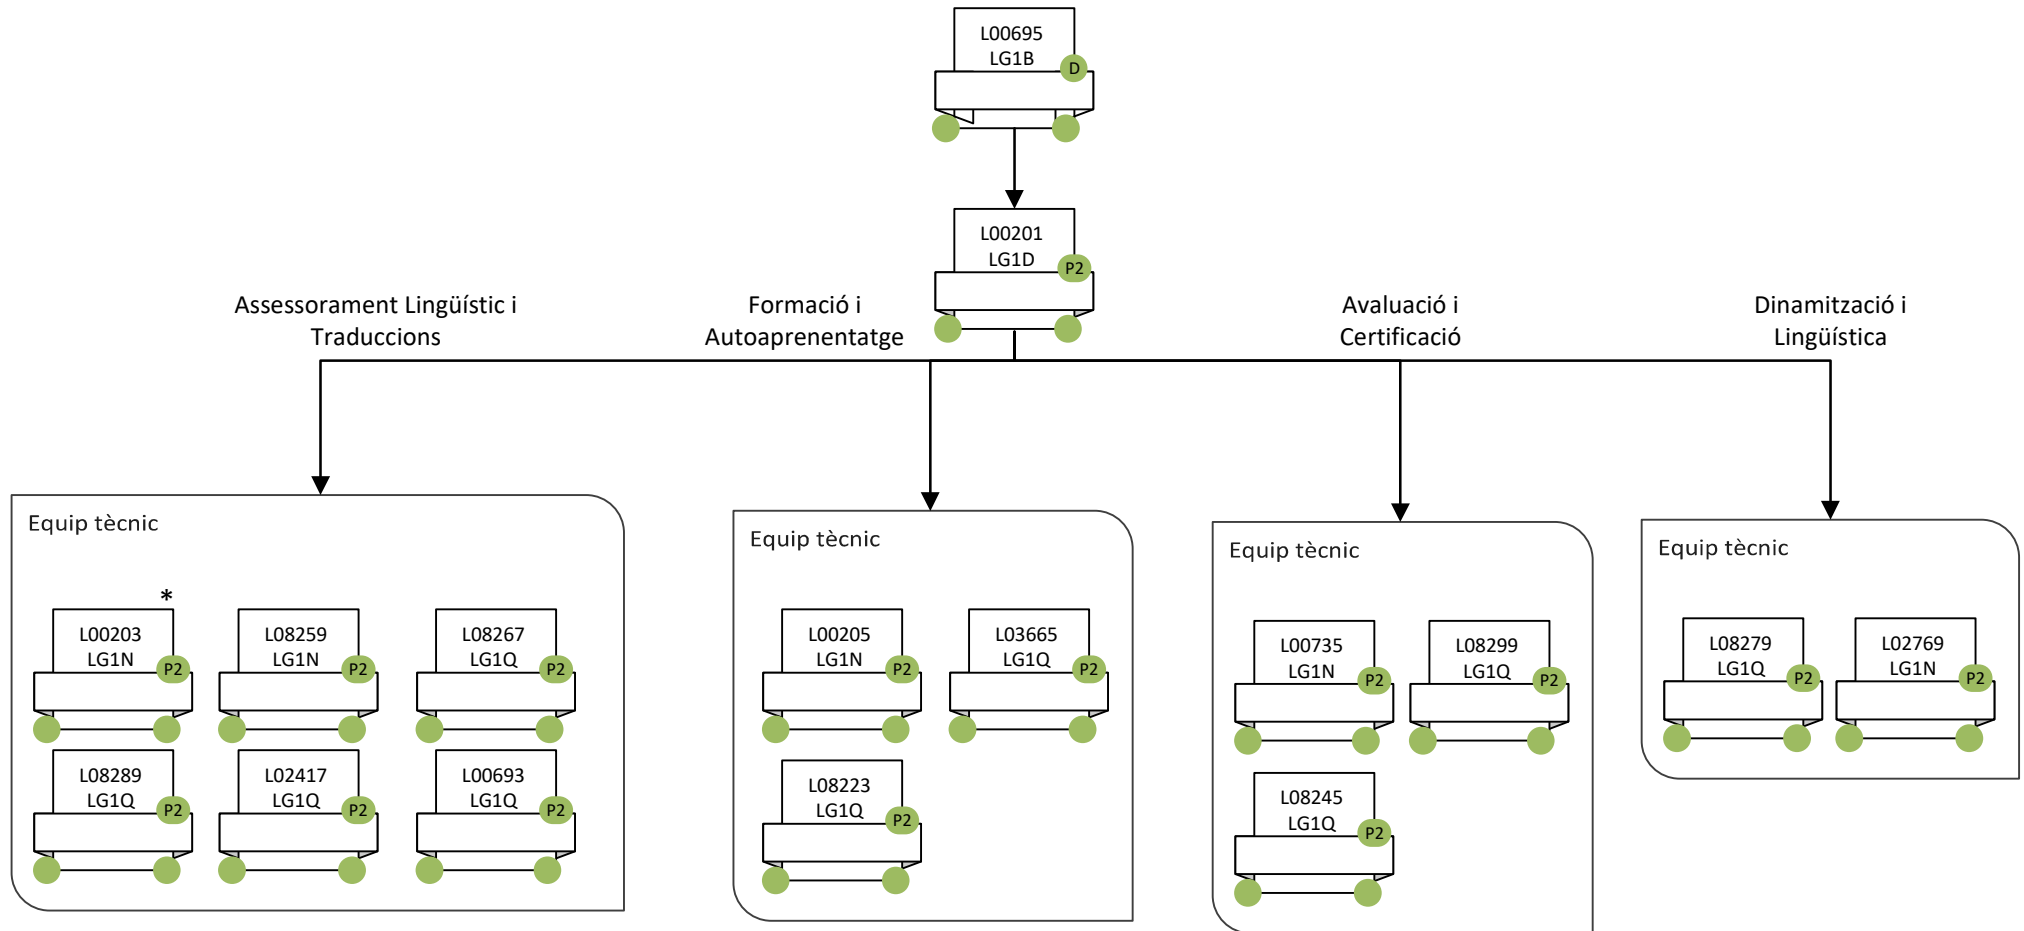 L00695
LG1B
D
L00201
LG1D
P2
Assessorament Lingüístic i
Traduccions
Formació i
Autoaprenentatge
Avaluació i
Certificació
Dinamització i
Lingüística
Equip tècnic
*
L00203
LG1N
P2
L08259
LG1N
P2
L08267
LG1Q
P2
L08289
LG1Q
P2
L02417
LG1Q
P2
L00693
LG1Q
P2
Equip tècnic
L00205
LG1N
P2
L03665
LG1Q
P2
L08223
LG1Q
P2
Equip tècnic
L00735
LG1N
P2
L08299
LG1Q
P2
L08245
LG1Q
P2
Equip tècnic
L08279
LG1Q
P2
L02769
LG1N
P2